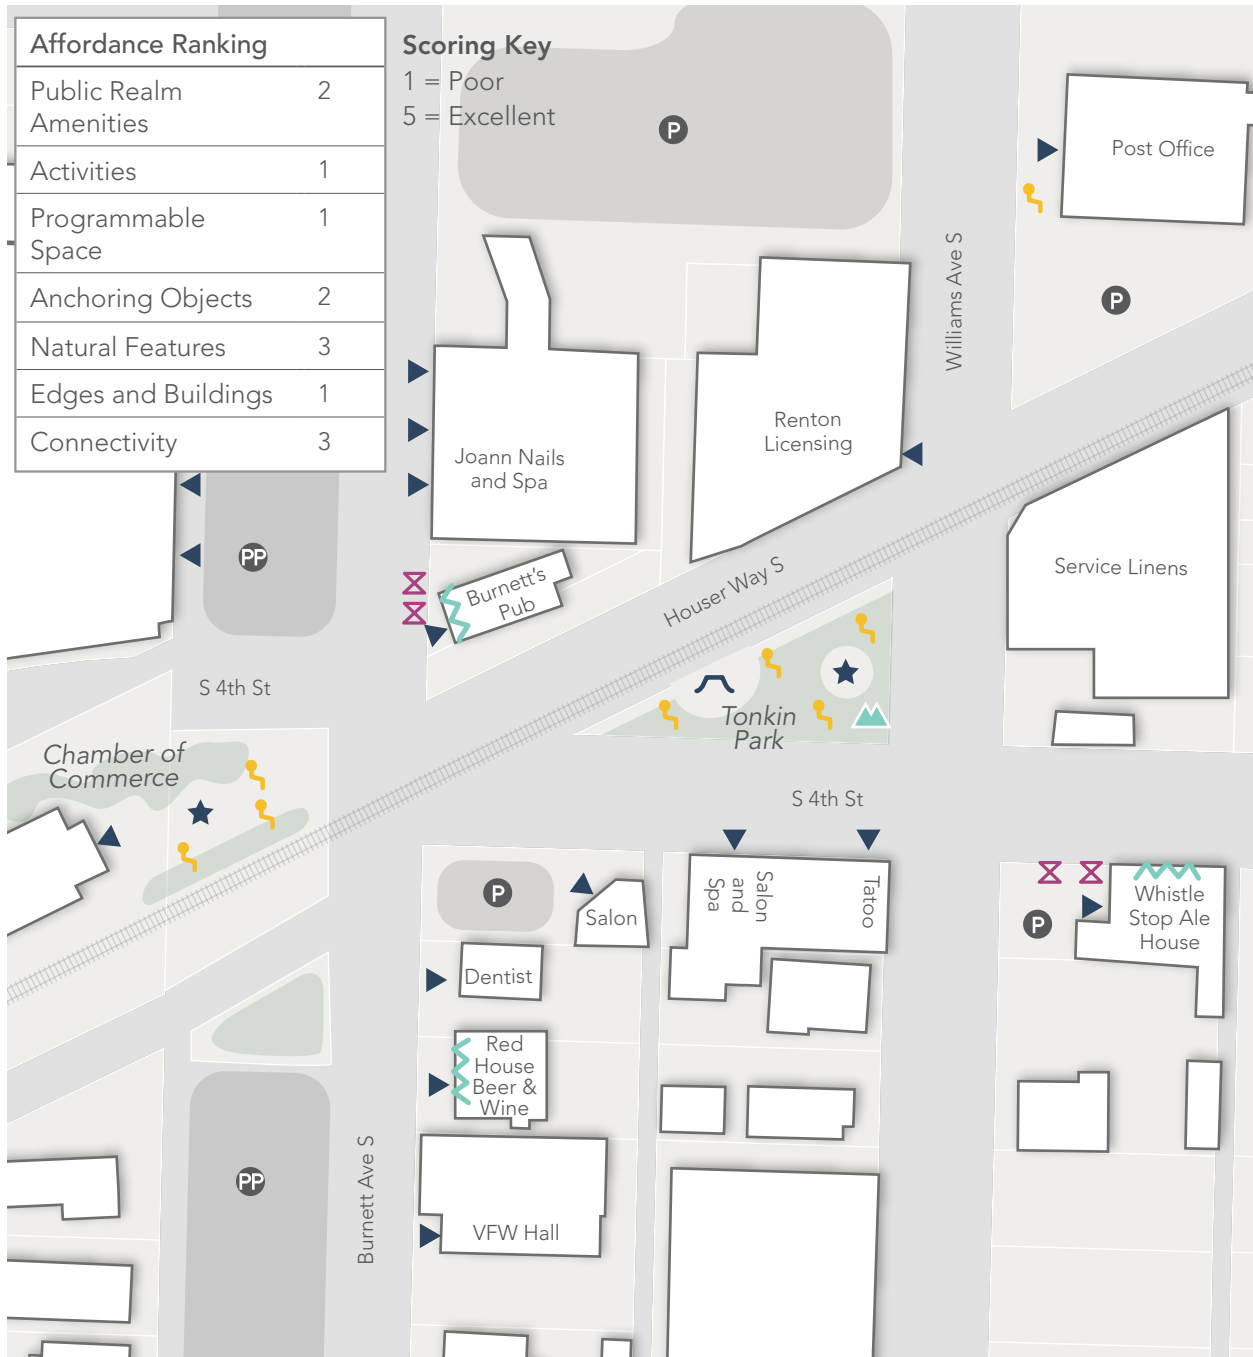 Affordance Ranking
Public Realm
Amenities
2
Activities 1
Programmable
Space
1
Anchoring Objects 2
Natural Features 3
Edges and Buildings 1
Connectivity 3
Scoring Key
1 = Poor
5 = Excellent
P
Post Office
Williams Ave S
P
Renton
Licensing
Joann Nails
and Spa
PP
Burnett's
Pub
Houser Way S
Service Linens
S 4th St
Tonkin
Park
Chamber of
Commerce
S 4th St
P
Salon
Salon
and
Spa
Tatoo
Whistle
Stop Ale
House
P
Dentist
Red
House
Beer &
Wine
Burnett Ave S
PP
VFW Hall